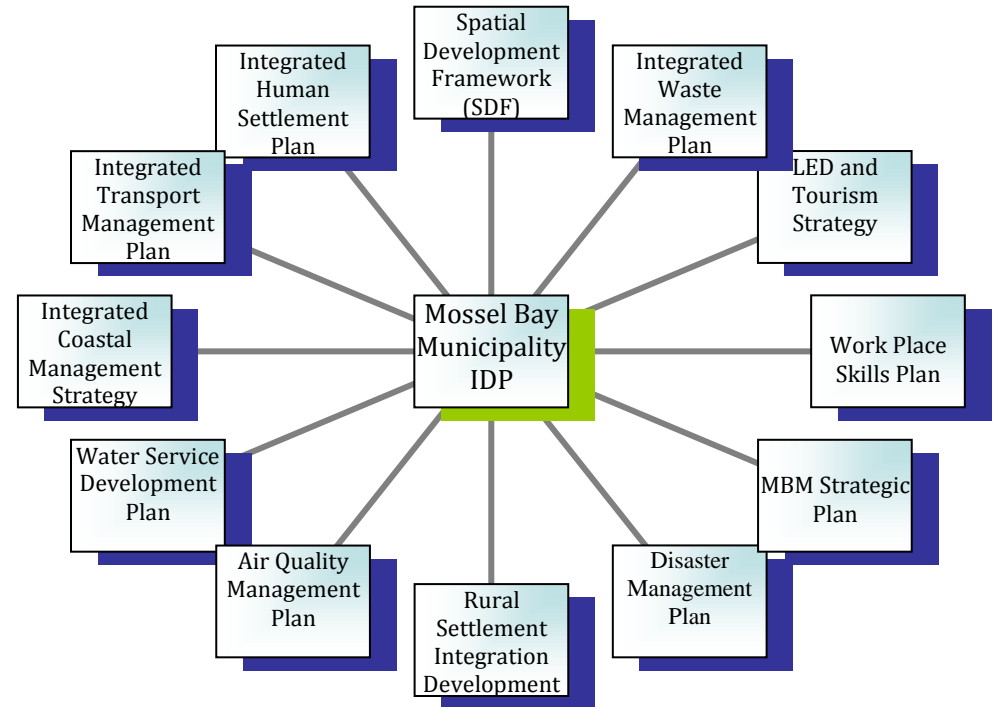 Spatial
Development
Framework
(SDF)
Integrated
Waste
Management
Plan
LED and
Tourism
Strategy
Work Place
Skills Plan
MBM Strategic
Plan
Disaster
Management
Plan
Rural
Settlement
Integration
Development
Air Quality
Management
Plan
Water Service
Development
Plan
Integrated
Coastal
Management
Strategy
Integrated
Transport
Management
Plan
Integrated
Human
Settlement
Plan
Mossel Bay
Municipality
IDP